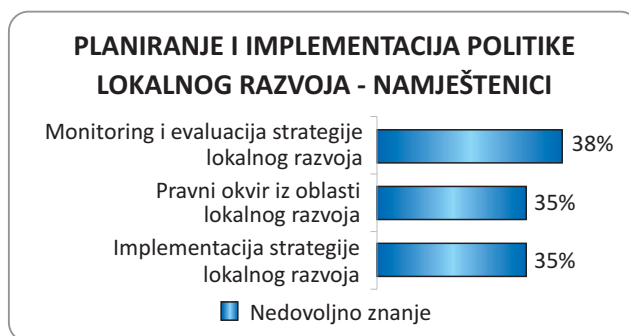 PLANIRANJE I IMPLEMENTACIJA POLITIKE
LOKALNOG RAZVOJA - NAMJEŠTENICI
Monitoring i evaluacija strategije
lokalnog razvoja
38%
Pravni okvir iz oblasti
lokalnog razvoja
35%
Implementacija strategije
lokalnog razvoja
35%
Nedovoljno znanje